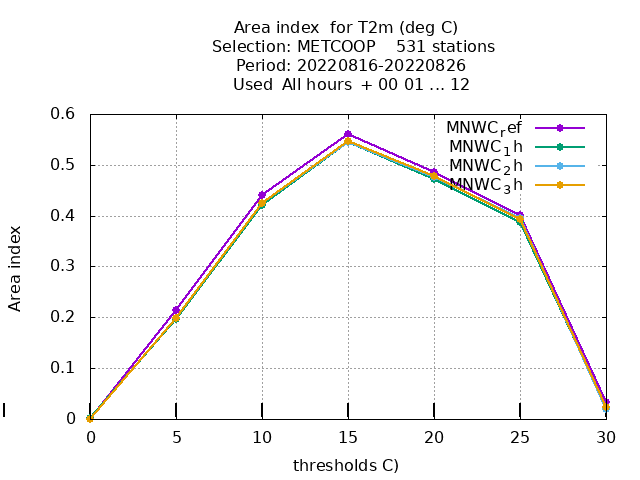 Area index  for T2m (deg C)
Selection: METCOOP    531 stations
Period: 20220816-20220826
Used  All hours  + 00 01 ... 12
MNWC_ref
MNWC_1h
MNWC_2h
MNWC_3h
0.6
0.5
0.4
0.3
0.2
0.1
0
Area index
0 5 10 15 20 25 30
thresholds C)